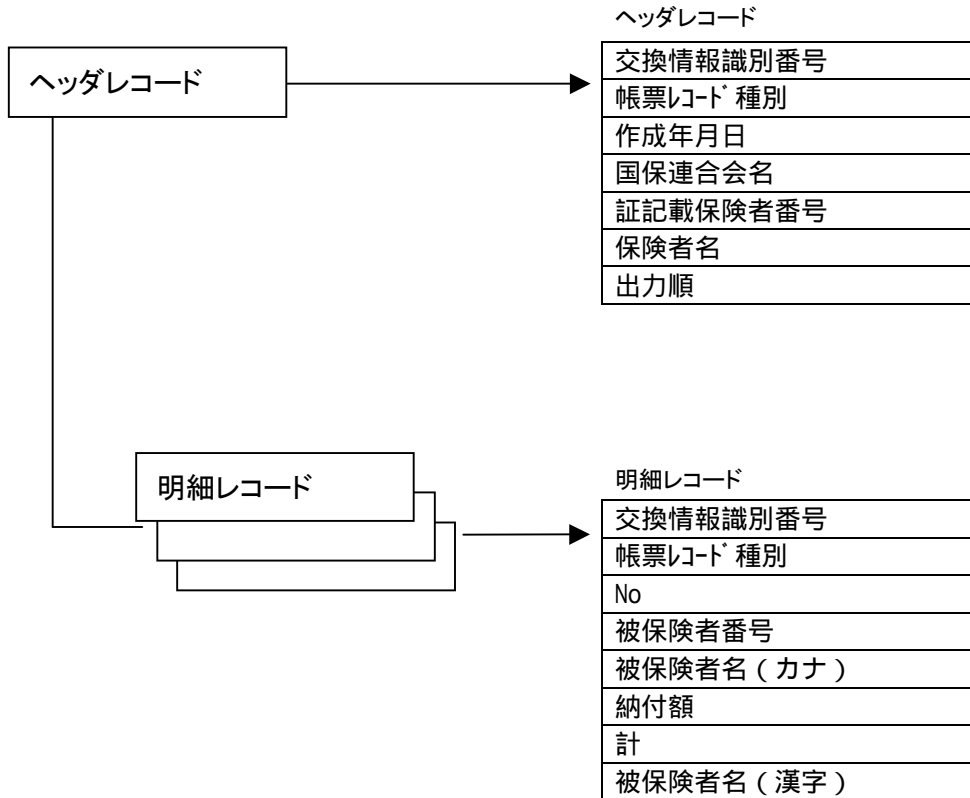 ヘッダレコード
ヘッダレコード
交換情報識別番号
帳票ﾚｺｰﾄﾞ種別
作成年月日
国保連合会名
証記載保険者番号
保険者名
出力順
明細レコード
明細レコード
交換情報識別番号
帳票ﾚｺｰﾄﾞ種別
No
被保険者番号
被保険者名(カナ)
納付額
計
被保険者名(漢字)